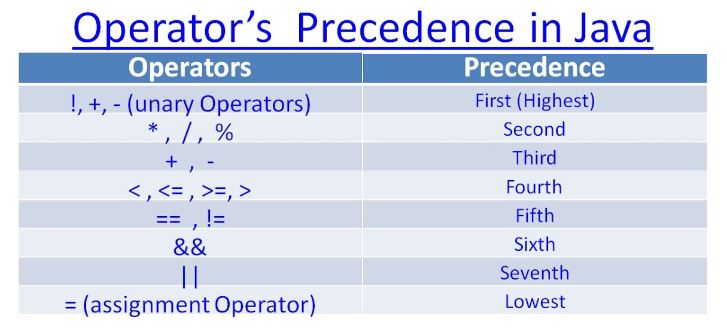 Operator's Precedence in Java
Operators Precedence
!, +, - (unary Operators) First (Highest)
* , / , % Second
+ , - Third
< , <= , >=, > Fourth
== , != Fifth
&& Sixth
|| Seventh
= (assignment Operator) Lowest